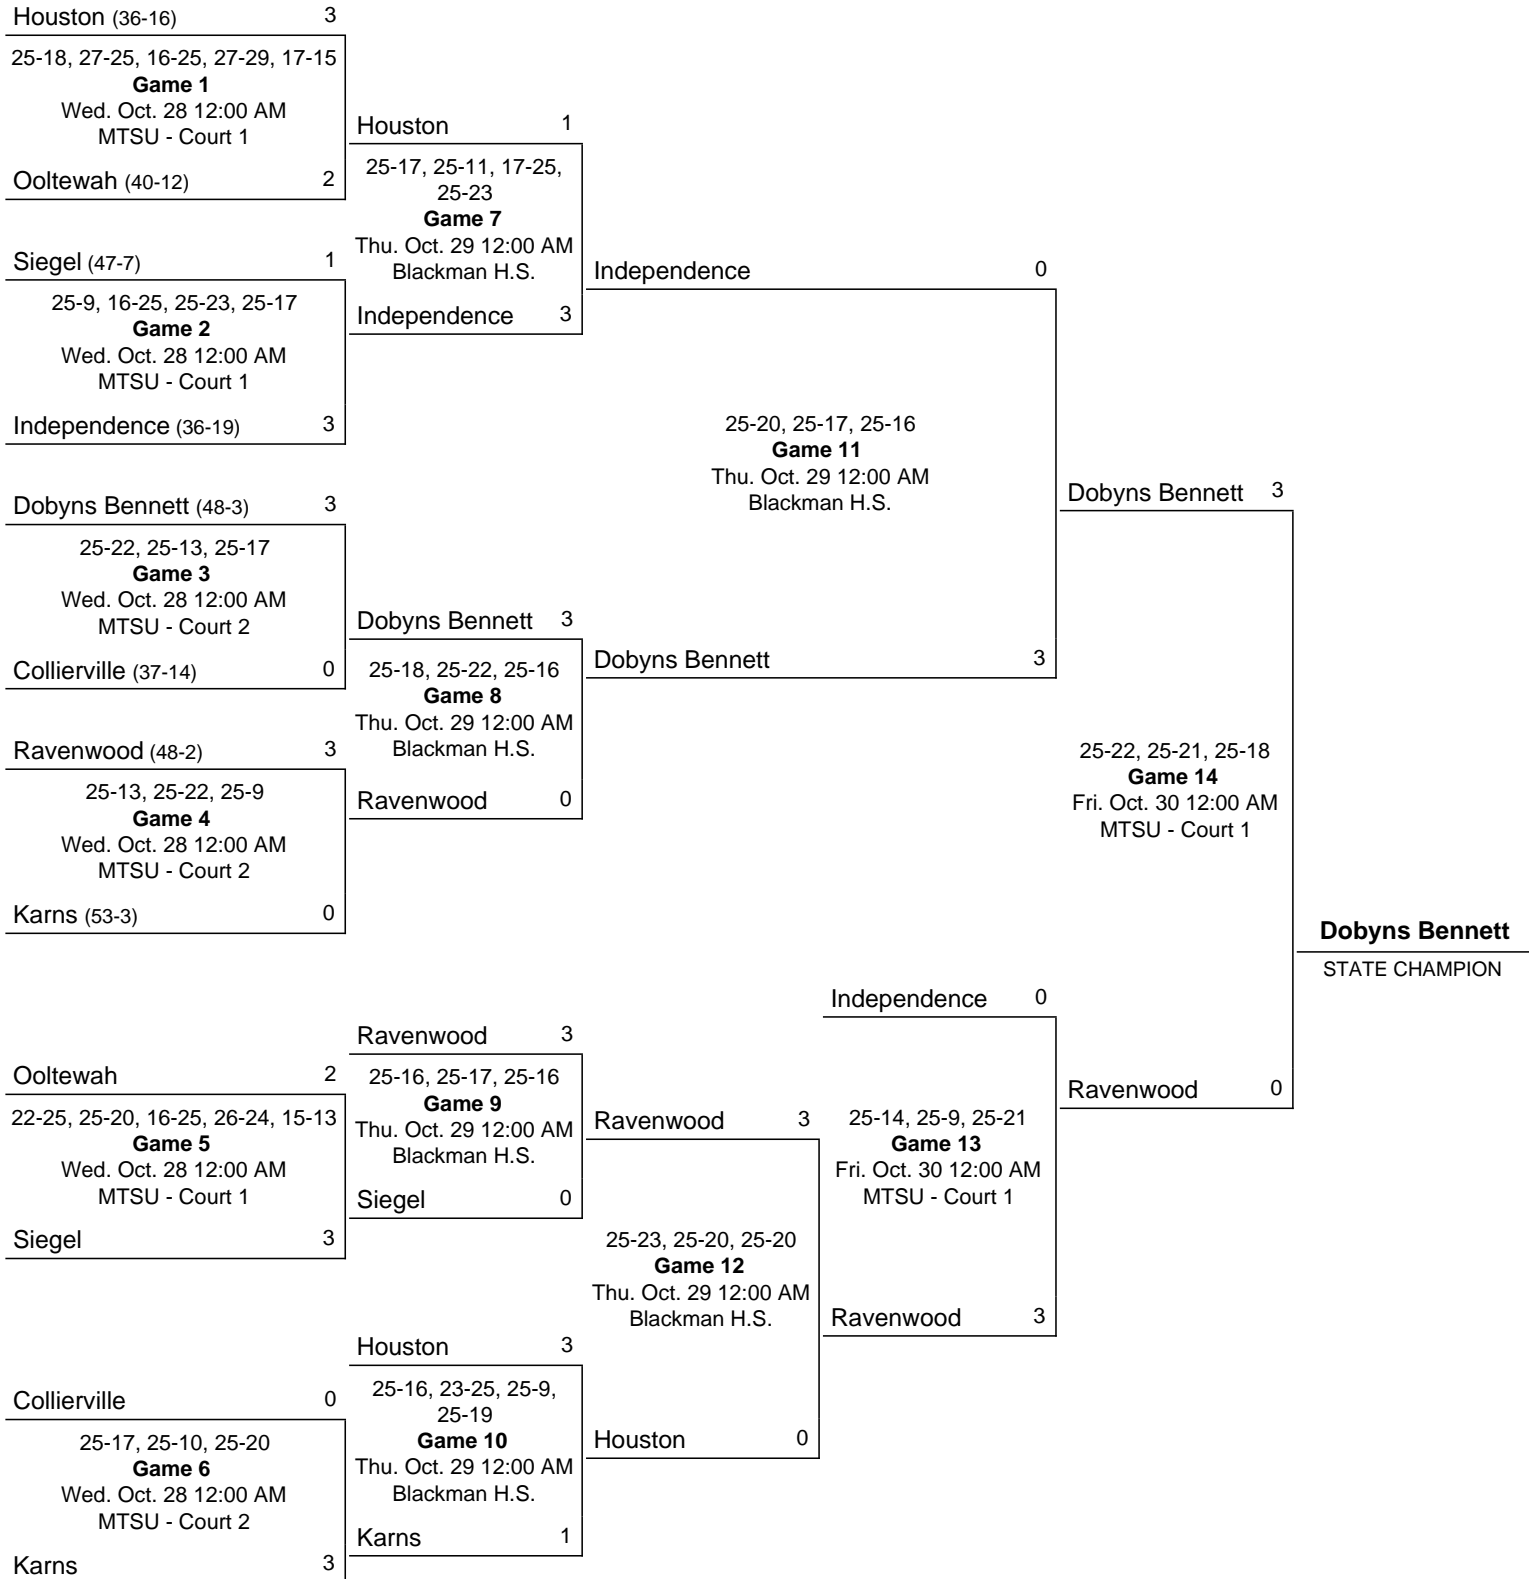 Houston (36-16) 3
25-18, 27-25, 16-25, 27-29, 17-15
Game 1
Wed. Oct. 28 12:00 AM
MTSU - Court 1
Ooltewah (40-12) 2
Siegel (47-7) 1
25-9, 16-25, 25-23, 25-17
Game 2
Wed. Oct. 28 12:00 AM
MTSU - Court 1
Independence (36-19) 3
Dobyns Bennett (48-3) 3
25-22, 25-13, 25-17
Game 3
Wed. Oct. 28 12:00 AM
MTSU - Court 2
Collierville (37-14) 0
Ravenwood (48-2) 3
25-13, 25-22, 25-9
Game 4
Wed. Oct. 28 12:00 AM
MTSU - Court 2
Karns (53-3) 0
Ooltewah 2
22-25, 25-20, 16-25, 26-24, 15-13
Game 5
Wed. Oct. 28 12:00 AM
MTSU - Court 1
Siegel 3
Collierville 0
25-17, 25-10, 25-20
Game 6
Wed. Oct. 28 12:00 AM
MTSU - Court 2
Karns 3
Houston 1
25-17, 25-11, 17-25,
25-23
Game 7
Thu. Oct. 29 12:00 AM
Blackman H.S.
Independence 3
Dobyns Bennett 3
25-18, 25-22, 25-16
Game 8
Thu. Oct. 29 12:00 AM
Blackman H.S.
Ravenwood 0
Ravenwood 3
25-16, 25-17, 25-16
Game 9
Thu. Oct. 29 12:00 AM
Blackman H.S.
Siegel 0
Houston 3
25-16, 23-25, 25-9,
25-19
Game 10
Thu. Oct. 29 12:00 AM
Blackman H.S.
Karns 1
Independence 0
25-20, 25-17, 25-16
Game 11
Thu. Oct. 29 12:00 AM
Blackman H.S.
Dobyns Bennett 3
Ravenwood 3
25-23, 25-20, 25-20
Game 12
Thu. Oct. 29 12:00 AM
Blackman H.S.
Houston 0
Independence 0
25-14, 25-9, 25-21
Game 13
Fri. Oct. 30 12:00 AM
MTSU - Court 1
Ravenwood 3
Dobyns Bennett 3
25-22, 25-21, 25-18
Game 14
Fri. Oct. 30 12:00 AM
MTSU - Court 1
Ravenwood 0
Dobyns Bennett
STATE CHAMPION